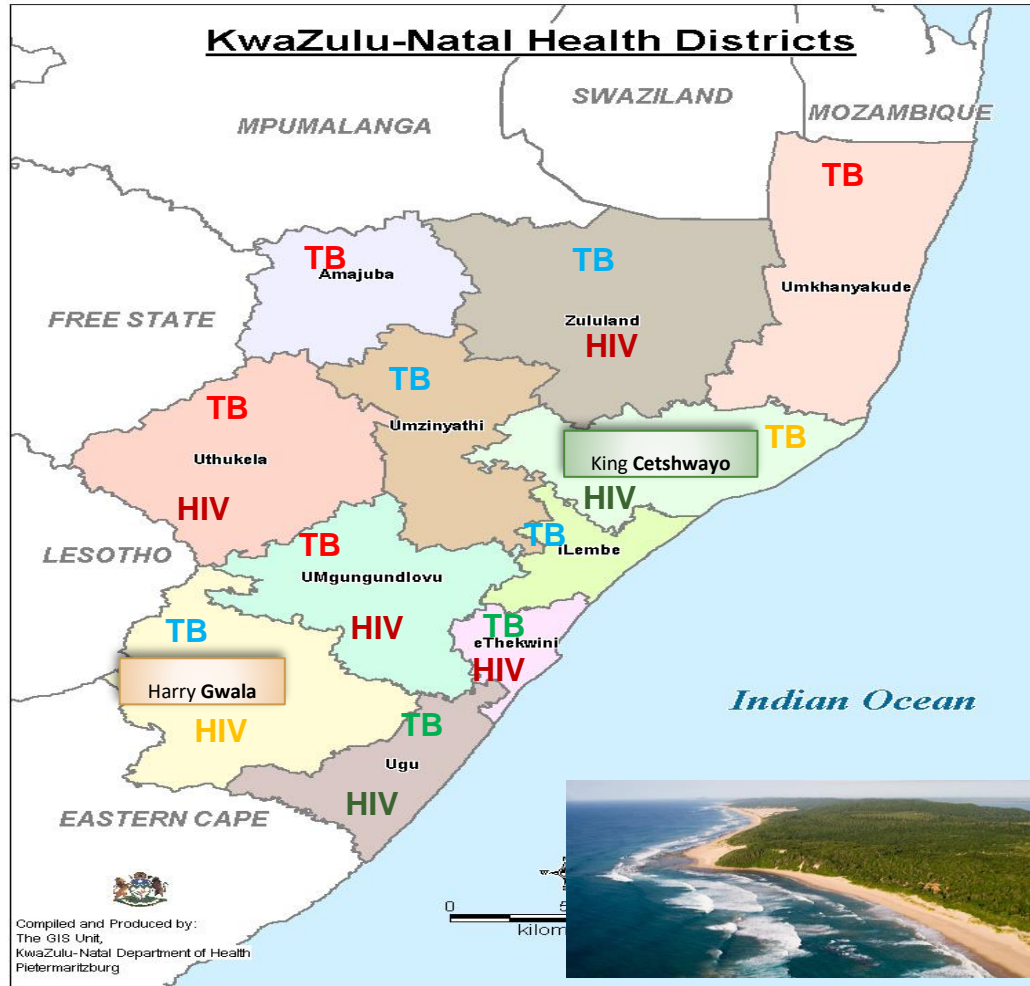 KwaZulu-Natal Health Districts
SWAZILAND
MOZAMBIQUE
MPUMALANGA
TB
TB
TB
Amajuba
Umkhanyakude
FREE STATE
Zululand
HIV
TB
TB
Umzinyathi
TB
Uthukela
King Cetshwayo
HIV
HIV
TB
TB
iLembe
LESOTHO
UMgungundlovu
TB
HIV
TB
eThekwini
HIV
Harry Gwala
Indian Ocean
HIV
TB
Ugu
HIV
EASTERN CAPE
0
5
kilom
Compiled and Produced by:
The GIS Unit,
KwaZulu-Natal Department of Health
Pietermaritzburg